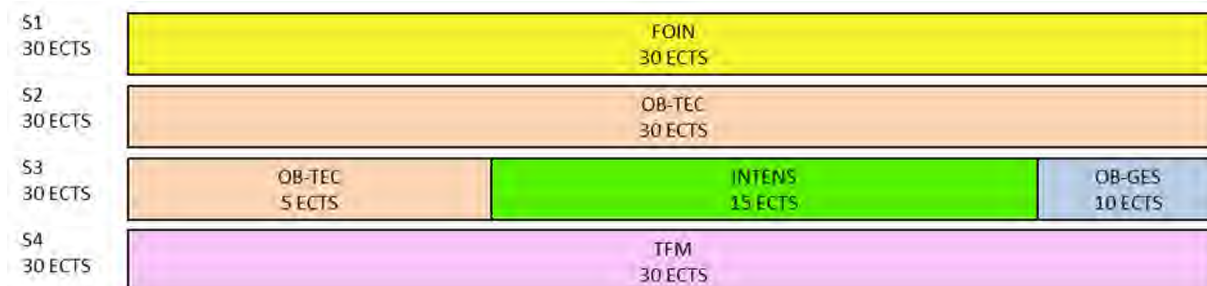 S1
30 ECTS
FOIN
30 ECTS
S2
30 ECTS
OB-TEC
30 ECTS
S3
30 ECTS
OB-TEC
5 ECTS
INTENS
15 ECTS
OB-GES
10 ECTS
S4
30 ECTS
TFM
30 ECTS